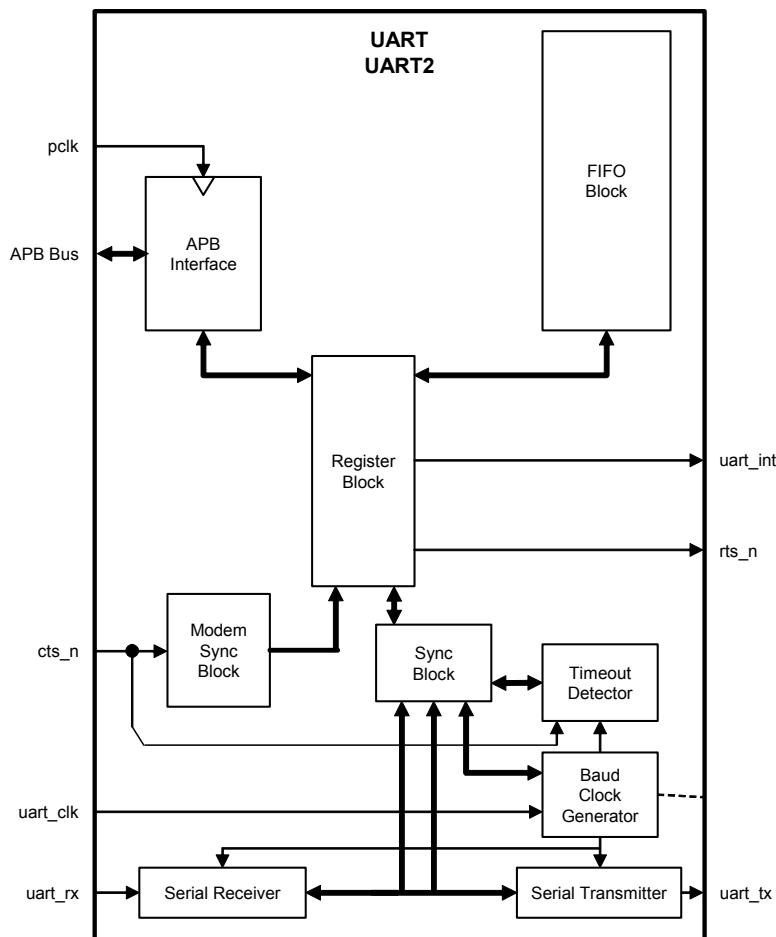 UART
UART2
pclk
FIFO
Block
APB Bus
APB
Interface
Register
Block
uart_int
rts_n
cts_n
Modem
Sync
Block
Sync
Block
Timeout
Detector
uart_clk
Baud
Clock
Generator
uart_rx
Serial Receiver
Serial Transmitter
uart_tx